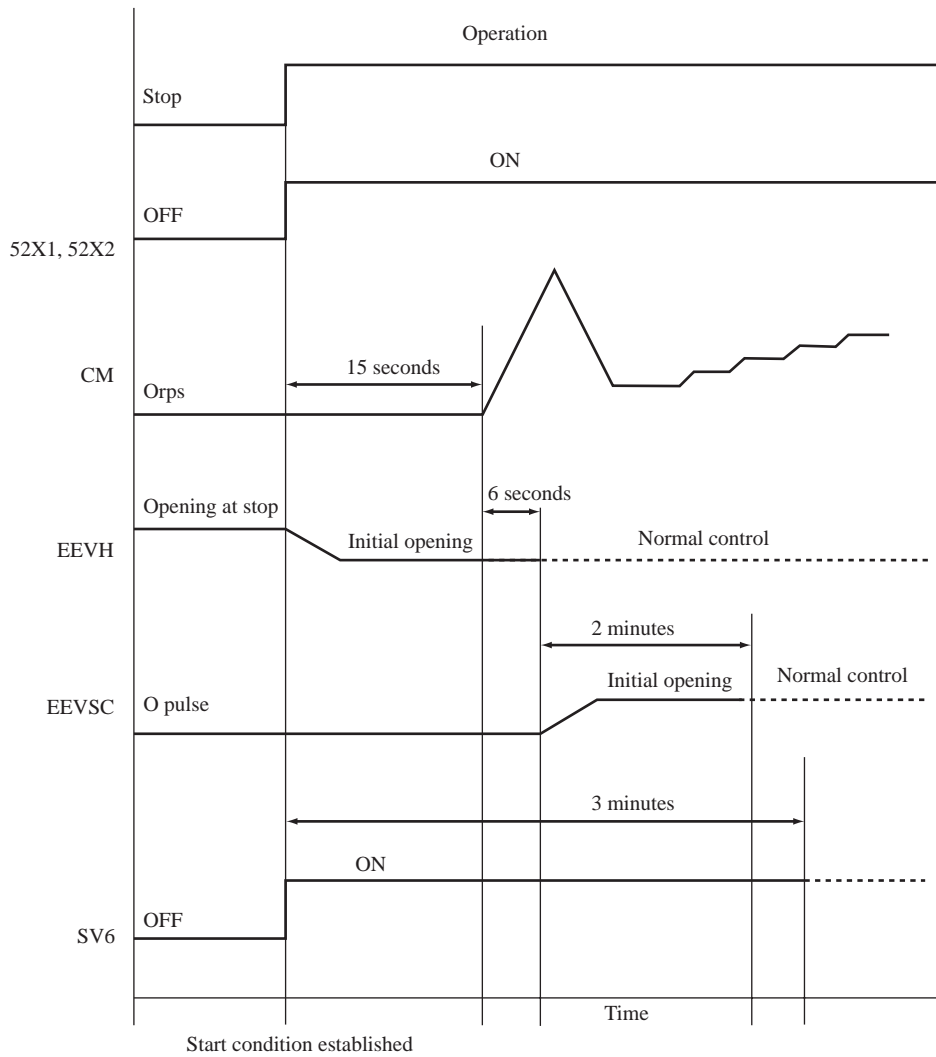 Operation
Stop
ON
OFF
52X1, 52X2
15 seconds
CM
Orps
6 seconds
Opening at stop
Initial opening
Normal control
EEVH
2 minutes
Initial opening
Normal control
EEVSC
O pulse
3 minutes
ON
OFF
SV6
Time
Start condition established